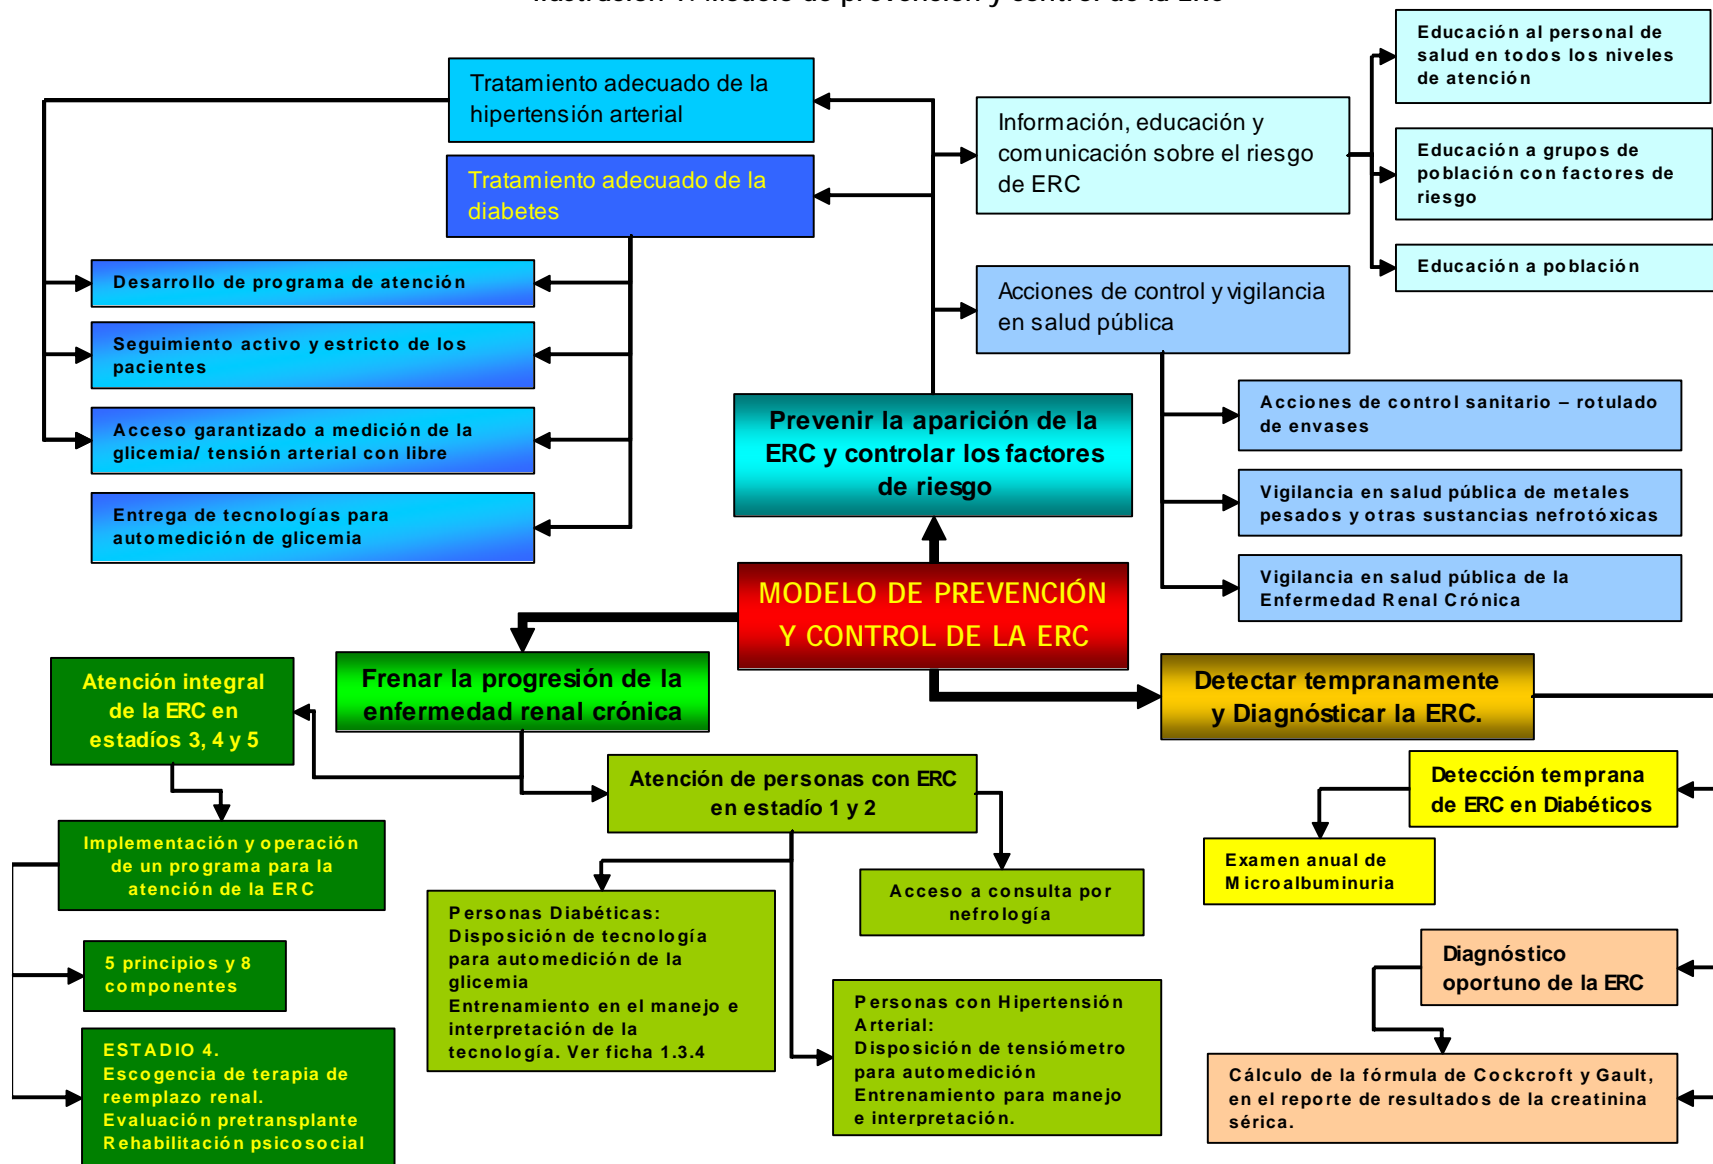 Ilustración 1. Modelo de prevención y control de la ERC
Educación al personal de
salud en todos los niveles
de atención
Tratamiento adecuado de la
hipertensión arterial
Información, educación y
comunicación sobre el riesgo
de ERC
Educación a grupos de
población con factores de
riesgo
Tratamiento adecuado de la
diabetes
Educación a población
Desarrollo de programa de atención
Acciones de control y vigilancia
en salud pública
Seguimiento activo y estricto de los
pacientes
Acceso garantizado a medición de la
glicemia/ tensión arterial con libre
Entrega de tecnologías para
automedición de glicemia
Prevenir la aparición de la
ERC y controlar los factores
de riesgo
Acciones de control sanitario – rotulado
de envases
Vigilancia en salud pública de metales
pesados y otras sustancias nefrotóxicas
Vigilancia en salud pública de la
Enfermedad Renal Crónica
MODELO DE PREVENCIÓN
Y CONTROL DE LA ERC
Frenar la progresión de la
enfermedad renal crónica
Detectar tempranamente
y Diagnósticar la ERC.
Atención integral
de la ERC en
estadíos 3, 4 y 5
Atención de personas con ERC
en estadío 1 y 2
Detección temprana
de ERC en Diabéticos
Implementación y operación
de un programa para la
atención de la ERC
Examen anual de
Microalbuminuria
Acceso a consulta por
nefrología
Personas Diabéticas:
Disposición de tecnología
para automedición de la
glicemia
Entrenamiento en el manejo e
interpretación de la
tecnología. Ver ficha 1.3.4
5 principios y 8
componentes
Diagnóstico
oportuno de la ERC
Personas con Hipertensión
Arterial:
Disposición de tensiómetro
para automedición
Entrenamiento para manejo
e interpretación.
ESTADIO 4.
Escogencia de terapia de
reemplazo renal.
Evaluación pretransplante
Rehabilitación psicosocial
Cálculo de la fórmula de Cockcroft y Gault,
en el reporte de resultados de la creatinina
sérica.